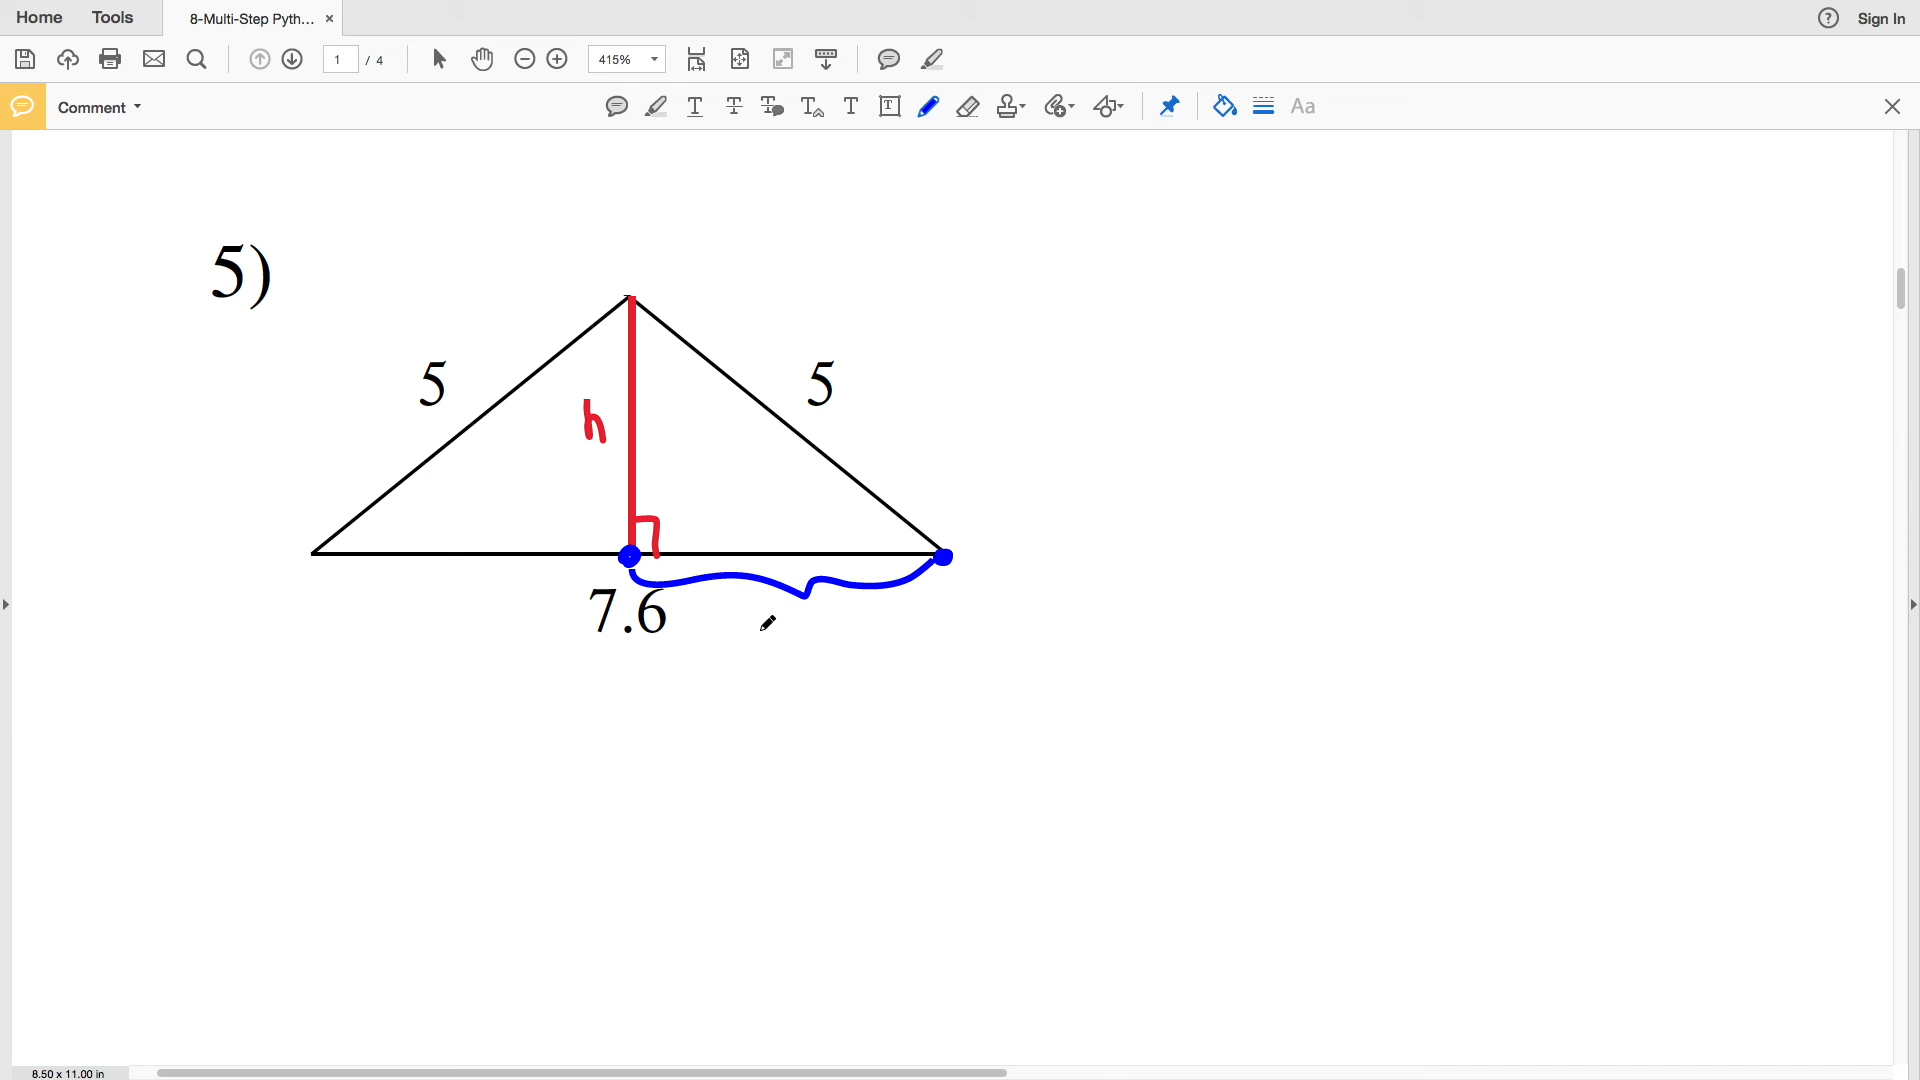 Home Tools 8-Multi-Step Pyth... × ? Sign In
1 / 4 415%
Comment T T T T T T Aa
5)
5 5
h
7.6
8.50 x 11.00 in